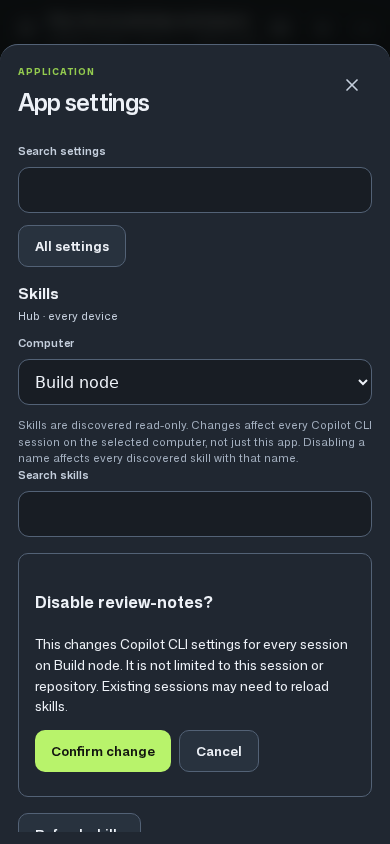 APPLICATION
App settings
Search settings
All settings
Skills
Hub · every device
Computer
Build node
Skills are discovered read-only. Changes affect every Copilot CLI
session on the selected computer, not just this app. Disabling a
name affects every discovered skill with that name.
Search skills
Disable review-notes?
This changes Copilot CLI settings for every session
on Build node. It is not limited to this session or
repository. Existing sessions may need to reload
skills.
Confirm change
Cancel